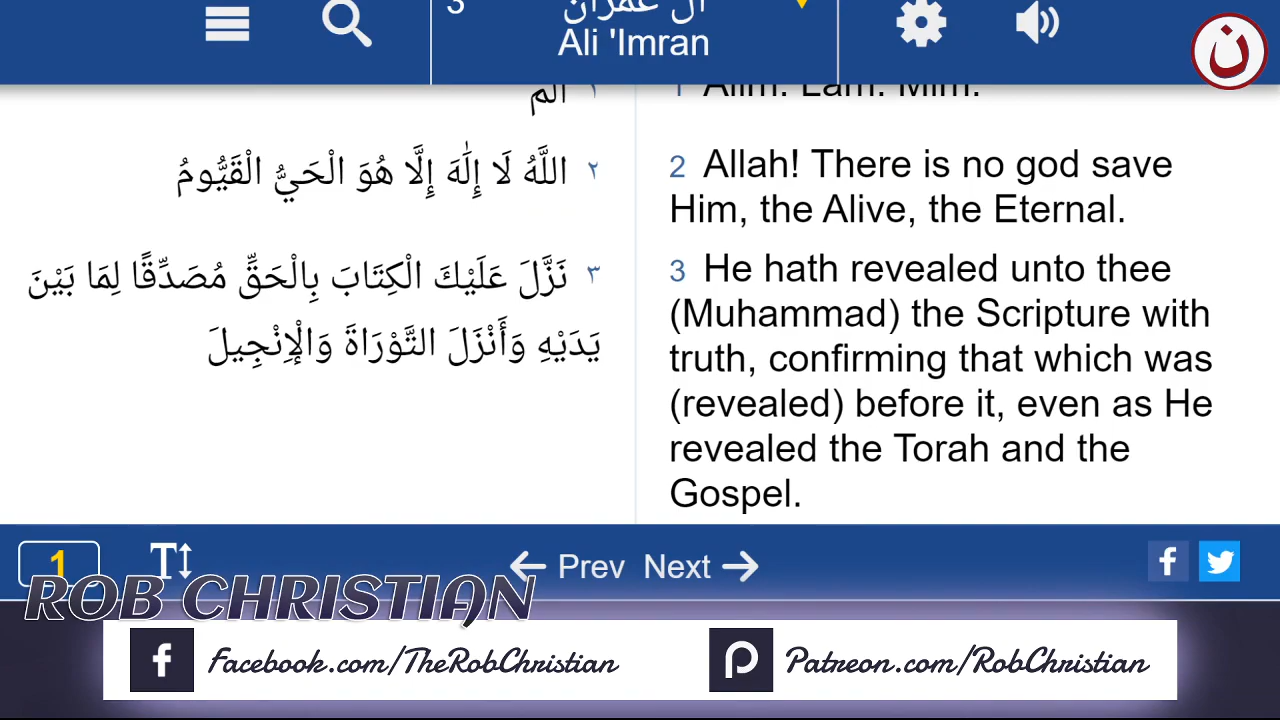 3
آل عمران
Ali 'Imran
ن
١ الم
1 Alim. Lam. Mim.
٢ اللَّهُ لَا إِلَٰهَ إِلَّا هُوَ الْحَيُّ الْقَيُّومُ
2 Allah! There is no god save
Him, the Alive, the Eternal.
٣ نَزَّلَ عَلَيْكَ الْكِتَابَ بِالْحَقِّ مُصَدِّقًا لِمَا بَيْنَ
يَدَيْهِ وَأَنْزَلَ التَّوْرَاةَ وَالْإِنْجِيلَ
3 He hath revealed unto thee
(Muhammad) the Scripture with
truth, confirming that which was
(revealed) before it, even as He
revealed the Torah and the
Gospel.
1
T
Prev Next
f
ROB CHRISTIAN
f Facebook.com/TheRobChristian
Patreon.com/RobChristian